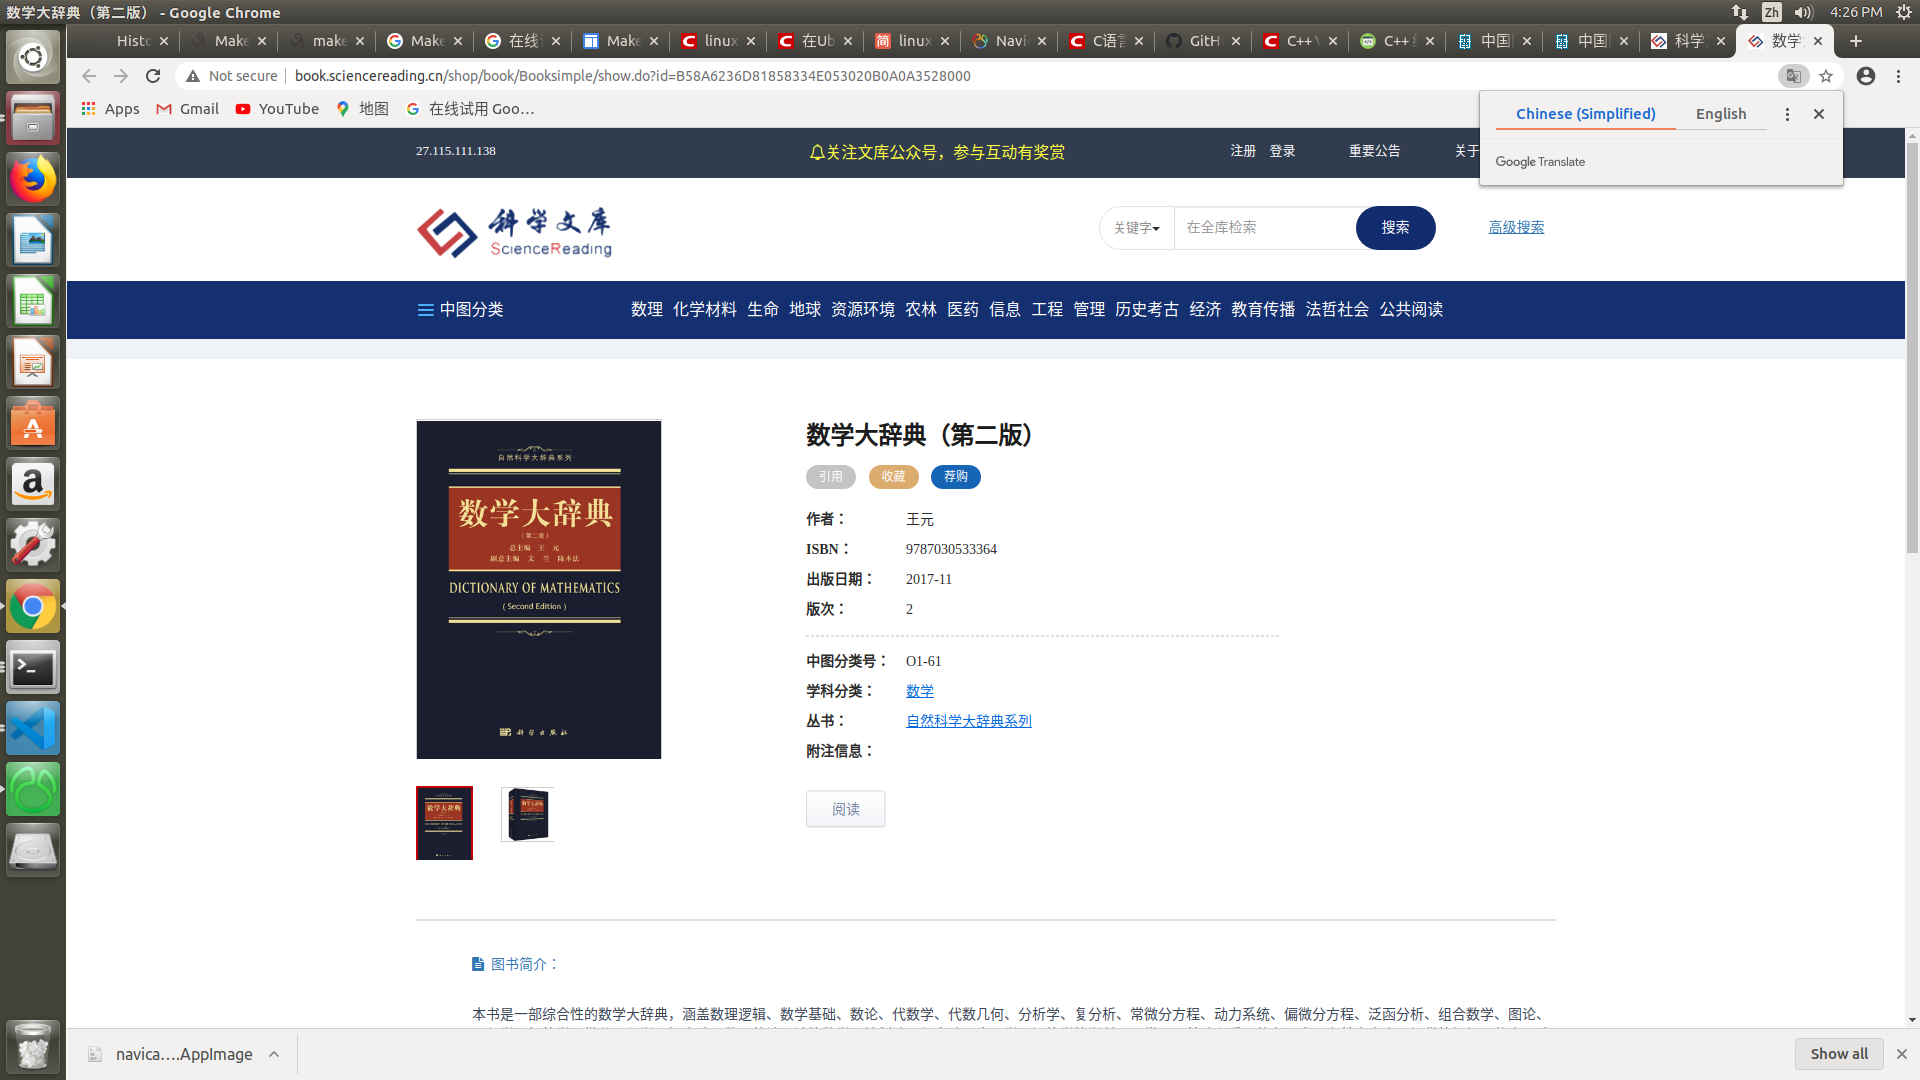 数学大辞典（第二版） - Google Chrome
Zh
4:26 PM
Histo
Make
make
Make
在线
Make
linux
在Ub
linux
Navi
C语言
GitH
C++ V
C++
中国
中国
科学
数学
Not secure
book.sciencereading.cn/shop/book/Booksimple/show.do?id=B58A6236D81858334E053020B0A0A3528000
Apps
Gmail
YouTube
地图
在线试用 Goo…
Chinese (Simplified)
English
Google Translate
27.115.111.138
关注文库公众号，参与互动有奖赏
注册
登录
重要公告
关于
科学文库
ScienceReading
关键字
在全库检索
搜索
高级搜索
中图分类
数理 化学材料 生命 地球 资源环境 农林 医药 信息 工程 管理 历史考古 经济 教育传播 法哲社会 公共阅读
自然科学大辞典系列
数学大辞典
（第二版）
总主编 王 元
副总主编 文 兰 陈木法
DICTIONARY OF MATHEMATICS
( Second Edition )
科学出版社
数学大辞典（第二版）
引用
收藏
荐购
作者：
王元
ISBN：
9787030533364
出版日期：
2017-11
版次：
2
中图分类号：
O1-61
学科分类：
数学
丛书：
自然科学大辞典系列
附注信息：
阅读
图书简介：
本书是一部综合性的数学大辞典，涵盖数理逻辑、数学基础、数论、代数学、代数几何、分析学、复分析、常微分方程、动力系统、偏微分方程、泛函分析、组合数学、图论、
navica....AppImage
Show all